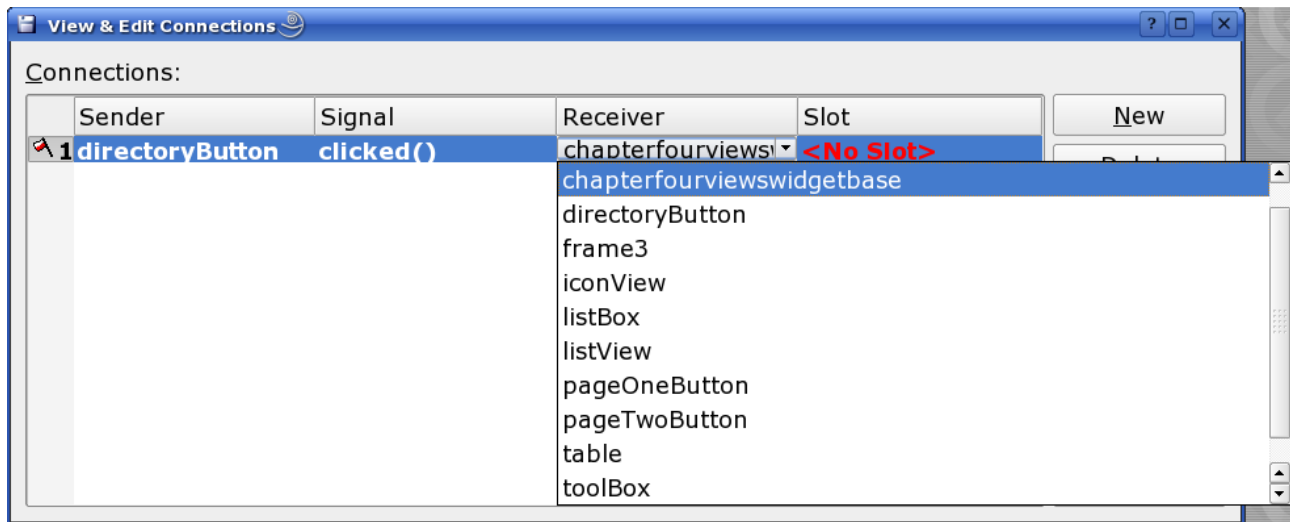 View & Edit Connections
?
Connections:
Sender Signal Receiver Slot New
1 directoryButton clicked() chapterfourviews <No Slot>
chapterfourviewswidgetbase
directoryButton
frame3
iconView
listBox
listView
pageOneButton
pageTwoButton
table
toolBox